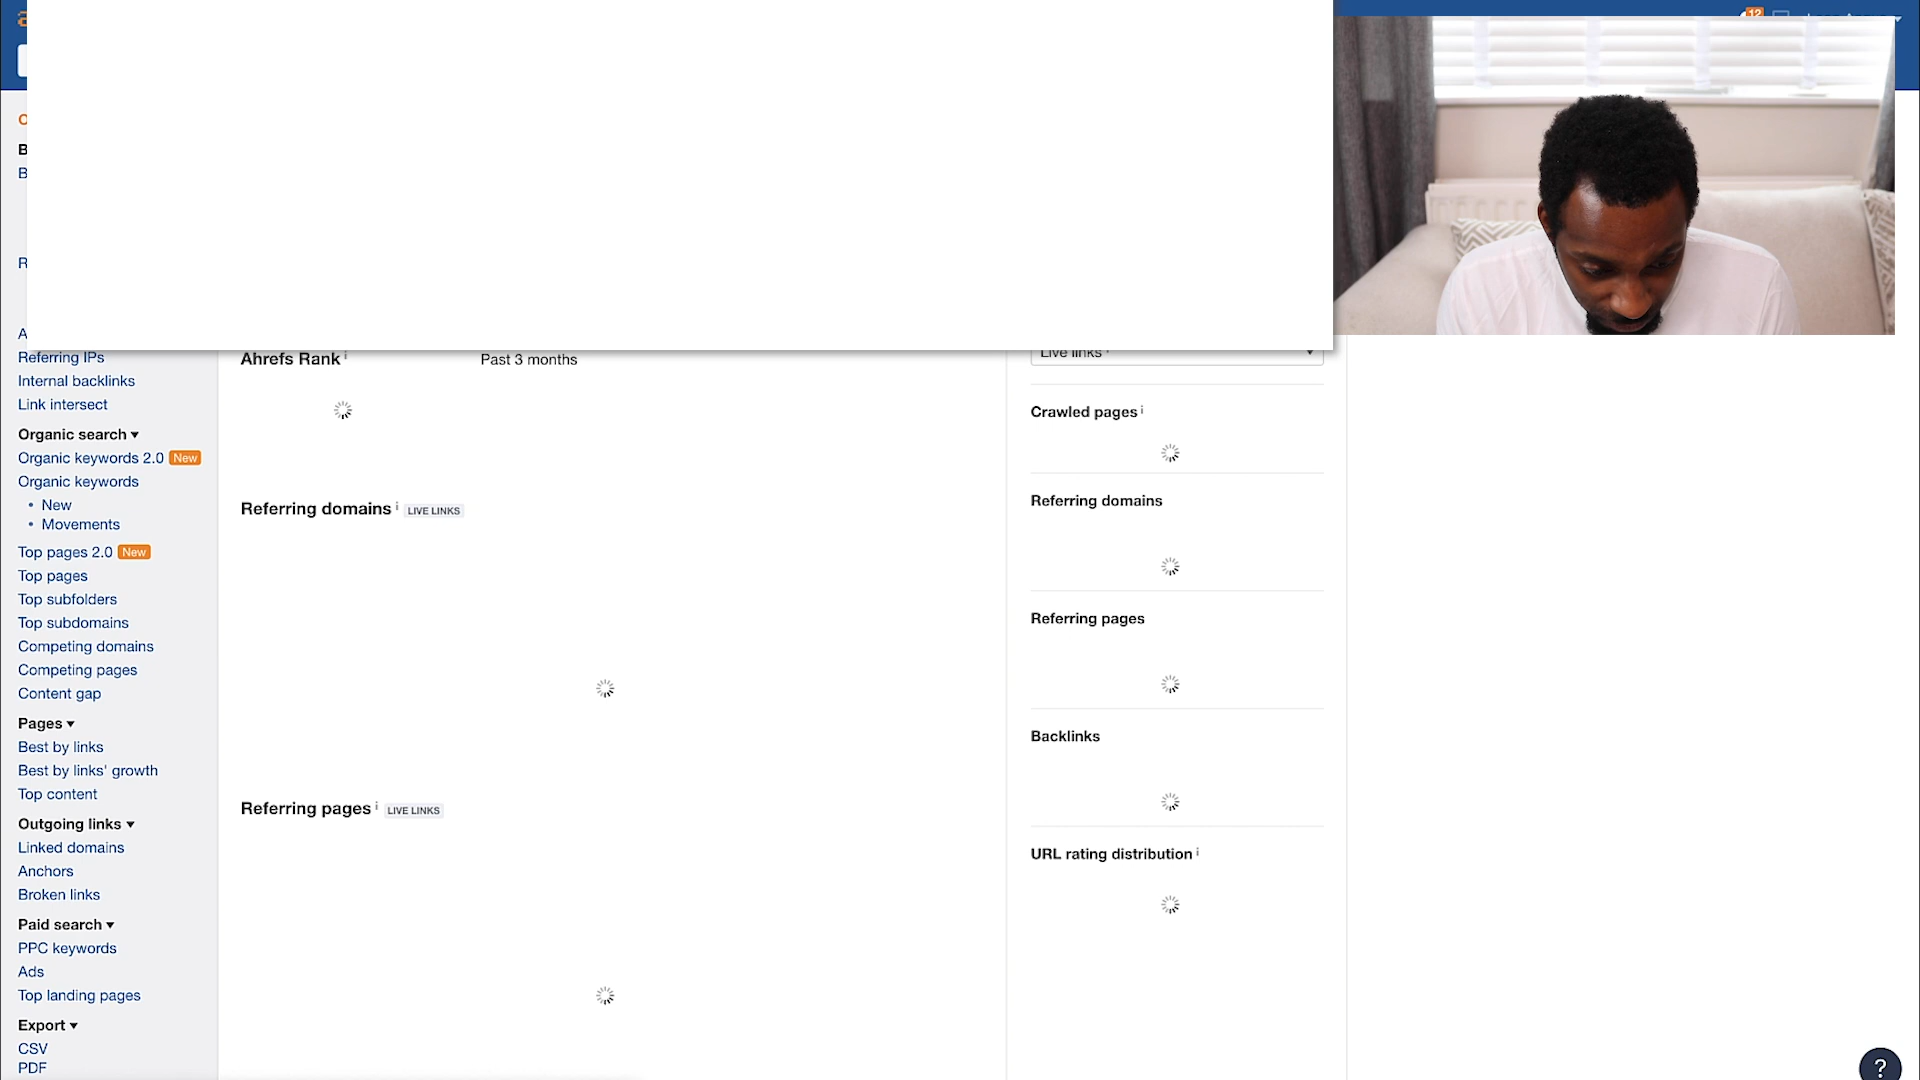 12
Ahrefs Rank i
Past 3 months
Live links
Referring IPs
Internal backlinks
Link intersect
Organic search
Organic keywords 2.0 New
Organic keywords
• New
• Movements
Top pages 2.0 New
Top pages
Top subfolders
Top subdomains
Competing domains
Competing pages
Content gap
Pages
Best by links
Best by links' growth
Top content
Outgoing links
Linked domains
Anchors
Broken links
Paid search
PPC keywords
Ads
Top landing pages
Export
CSV
PDF
Referring domains i LIVE LINKS
Referring pages i LIVE LINKS
Crawled pages i
Referring domains
Referring pages
Backlinks
URL rating distribution i
?